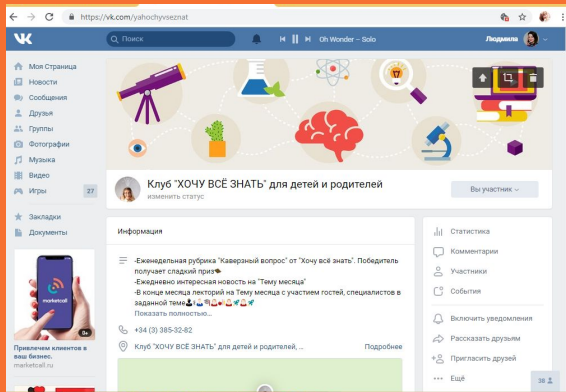 https://vk.com/yahochyvseznat
Поиск
Oh Wonder – Solo
Людмила
Моя Страница
Новости
Сообщения
Друзья
Группы
Фотографии
Музыка
Видео
Игры 27
Закладки
Документы
marketcall
0+
Привлечем клиентов в
ваш бизнес.
marketcall.ru
Клуб "ХОЧУ ВСЁ ЗНАТЬ" для детей и родителей
изменить статус
Вы участник
Информация
-Еженедельная рубрика "Каверзный вопрос" от "Хочу всё знать". Победитель
получает сладкий приз
-Ежедневно интересная новость на "Тему месяца"
-В конце месяца лекторий на Тему месяца с участием гостей, специалистов в
заданной теме
Показать полностью...
+34 (3) 385-32-82
Клуб "ХОЧУ ВСЁ ЗНАТЬ" для детей и родителей, ... Подробнее
Статистика
Комментарии
Участники
События
Включить уведомления
Рассказать друзьям
Пригласить друзей
Ещё
38